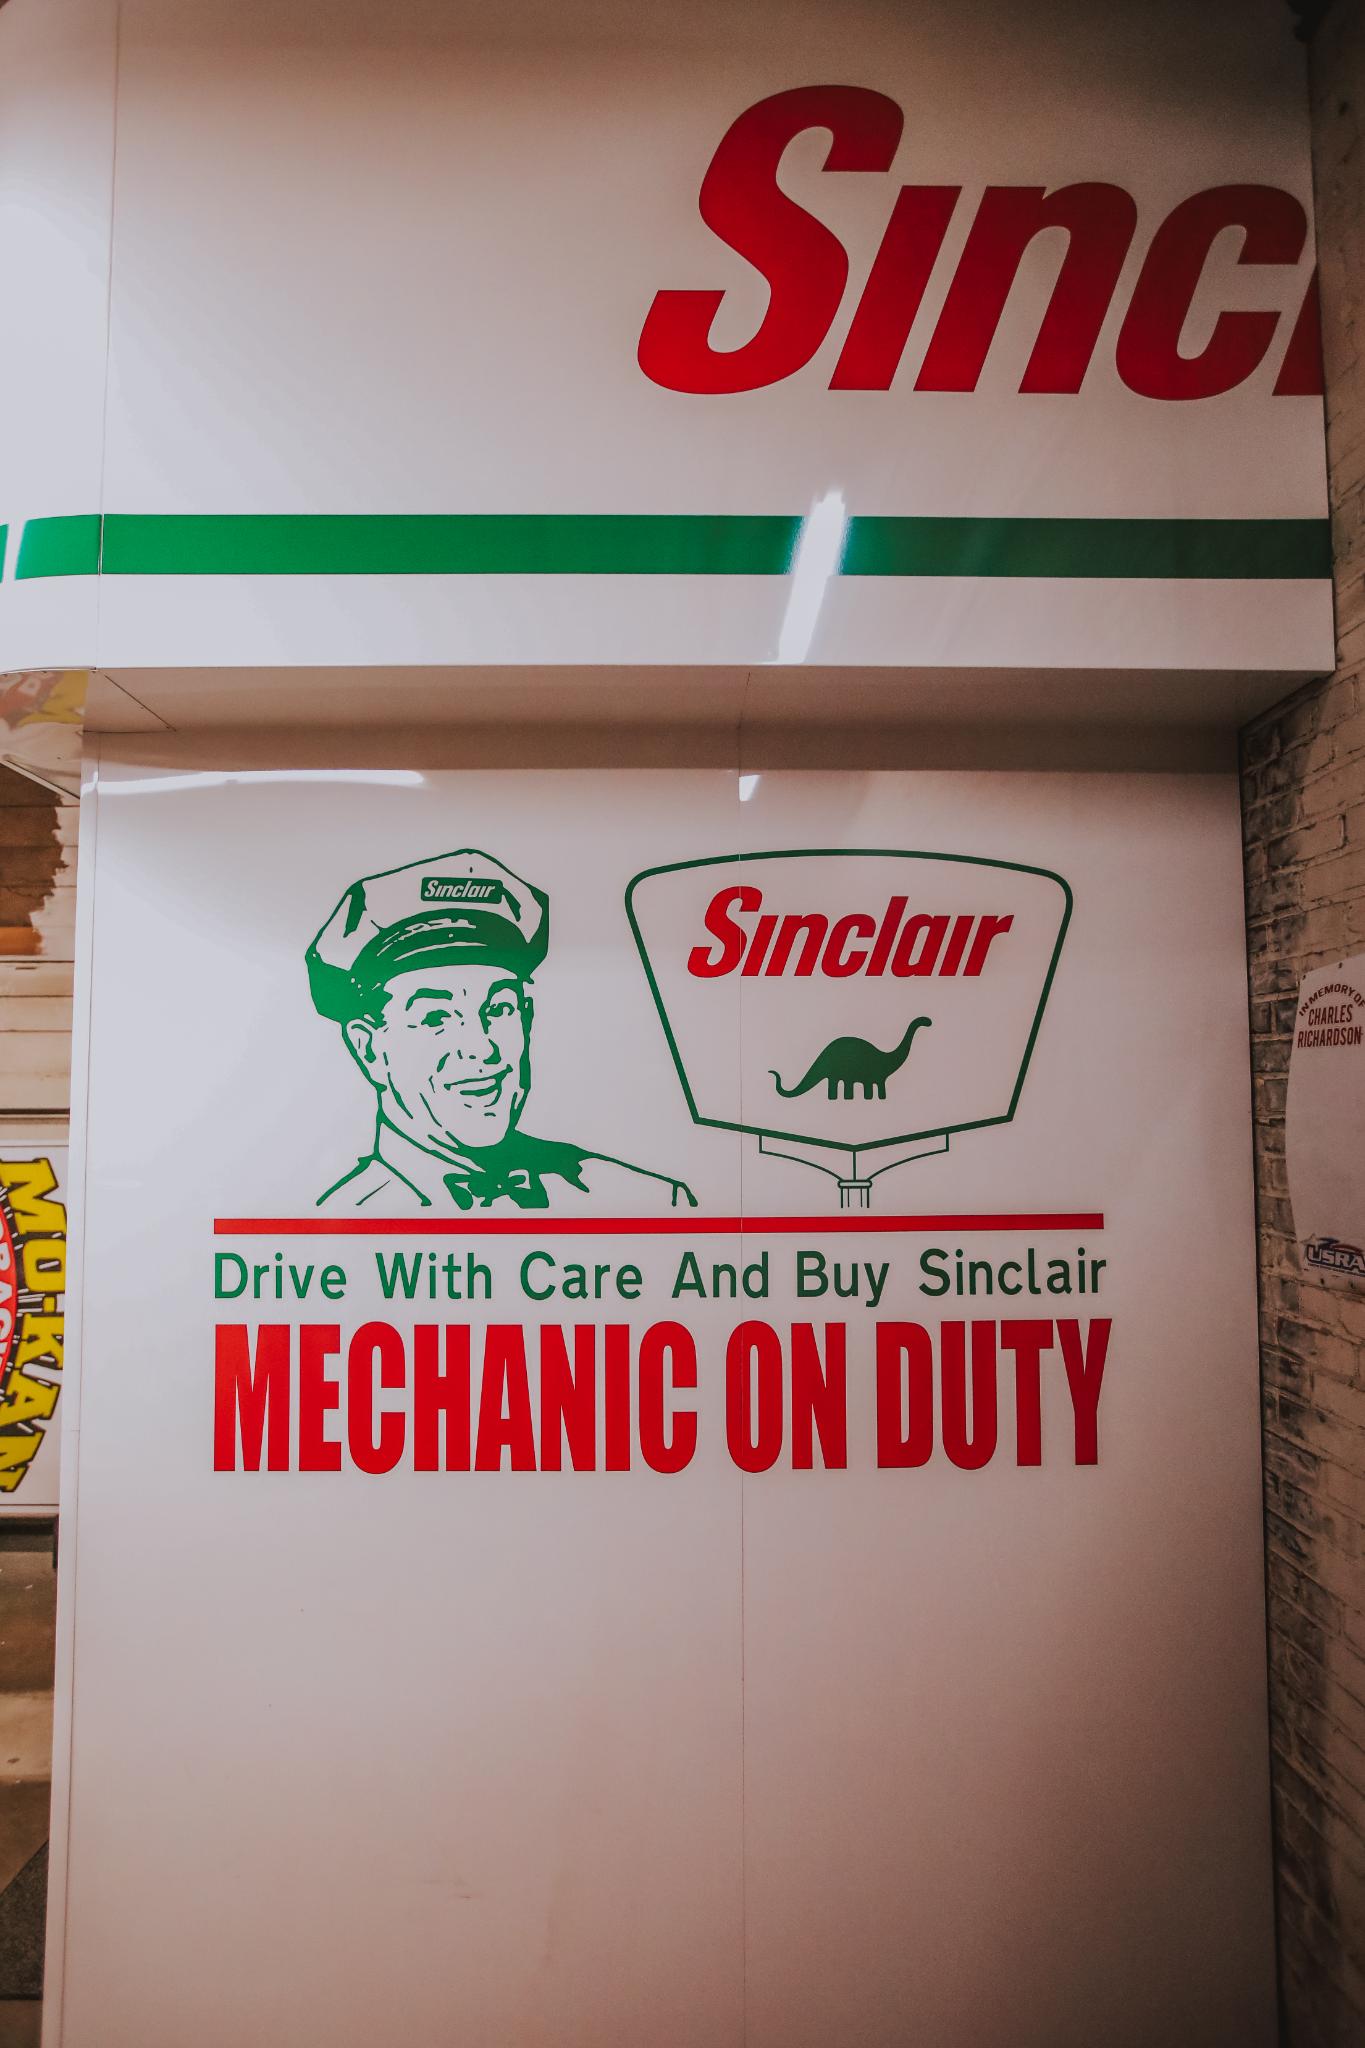 Sinc
Sinclair
Sinclair
Drive With Care And Buy Sinclair
MECHANIC ON DUTY
IN MEMORY OF
CHARLES
RICHARDSON
USRA
MO-KAN